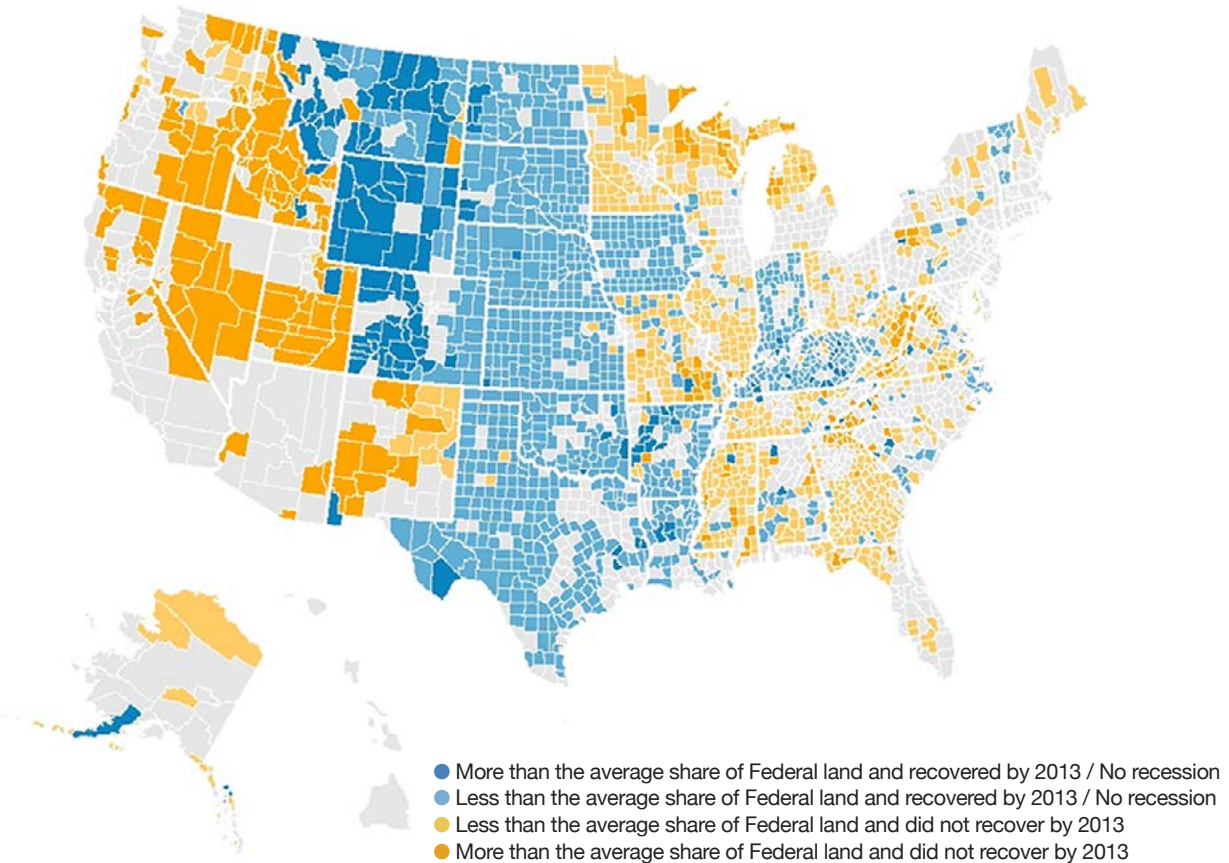 More than the average share of Federal land and recovered by 2013 / No recession
Less than the average share of Federal land and recovered by 2013 / No recession
Less than the average share of Federal land and did not recover by 2013
More than the average share of Federal land and did not recover by 2013